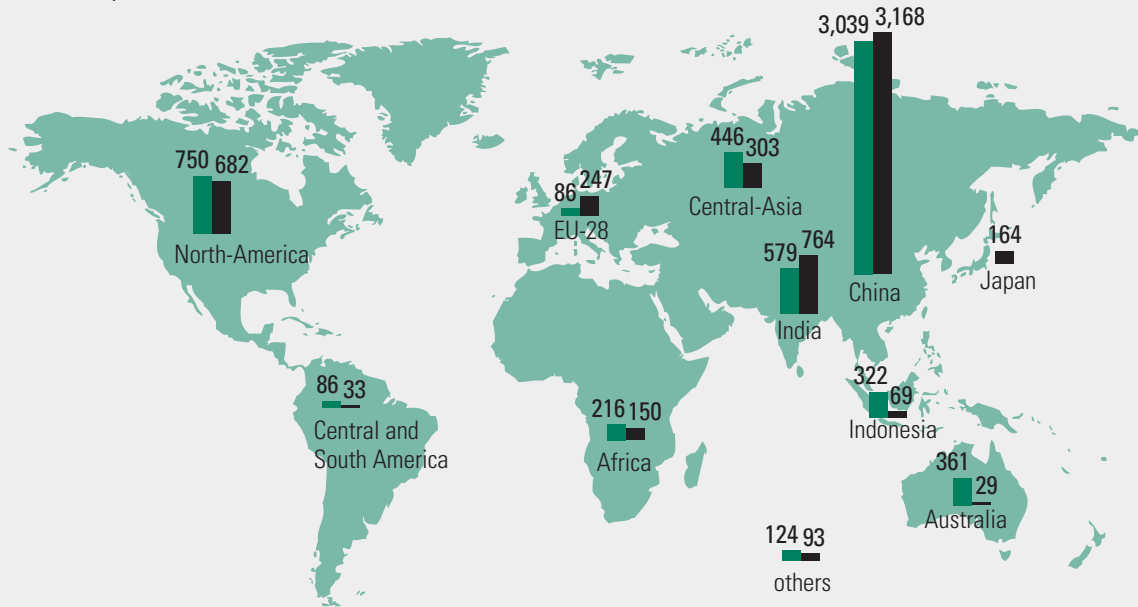 3,039 3,168
750 682
North-America
86 247
EU-28
446 303
Central-Asia
579 764
India
China
164
Japan
86 33
Central and
South America
216 150
Africa
322
69
Indonesia
361
29
Australia
124 93
others